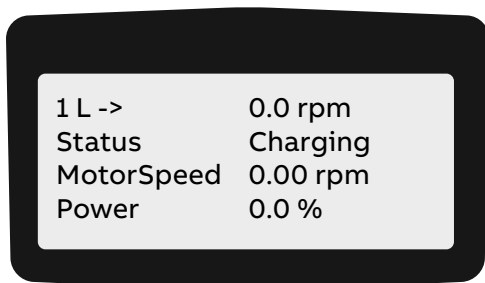 1 L -> 0.0 rpm
Status Charging
MotorSpeed 0.00 rpm
Power 0.0 %